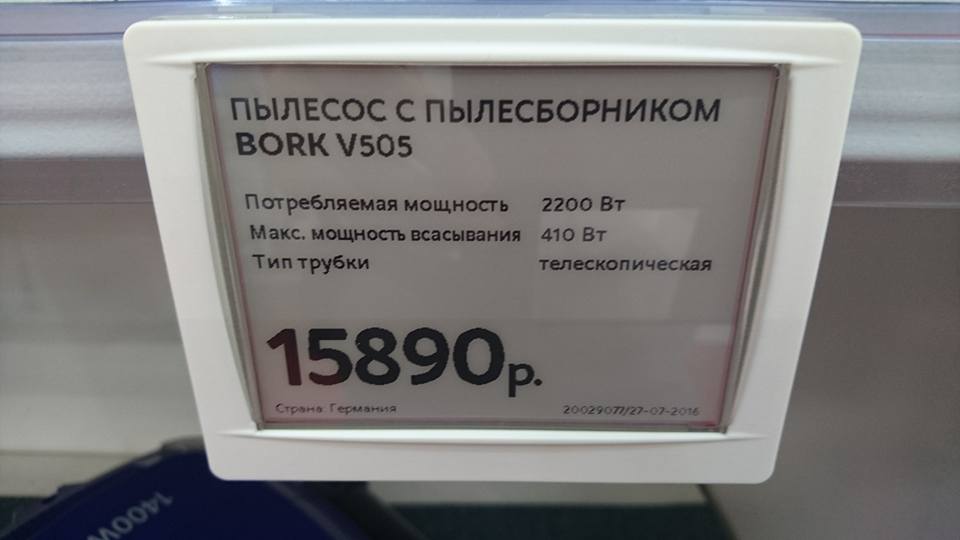 ПЫЛЕСОС С ПЫЛЕСБОРНИКОМ
BORK V505
Потребляемая мощность 2200 Вт
Макс. мощность всасывания 410 Вт
Тип трубки телескопическая
15890р.
Страна: Германия 20029077/27-07-2016
1400W